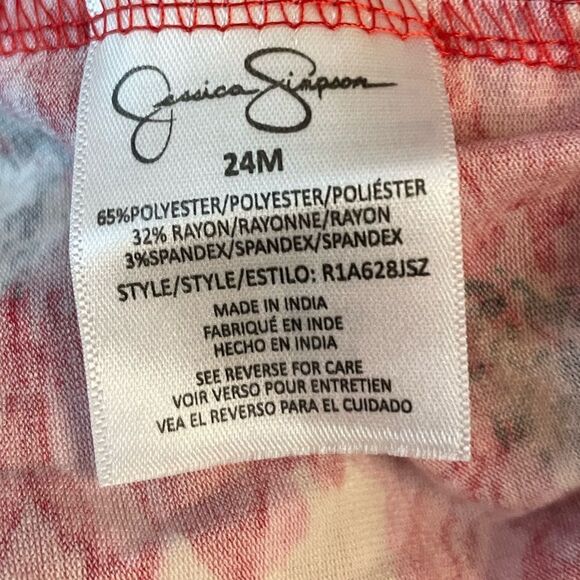 Jessica Simpson
24M
65%POLYESTER/POLYESTER/POLIÉSTER
32% RAYON/RAYONNE/RAYON
3%SPANDEX/SPANDEX/SPANDEX
STYLE/STYLE/ESTILO: R1A628JSZ
MADE IN INDIA
FABRIQUÉ EN INDE
HECHO EN INDIA
SEE REVERSE FOR CARE
VOIR VERSO POUR ENTRETIEN
VEA EL REVERSO PARA EL CUIDADO